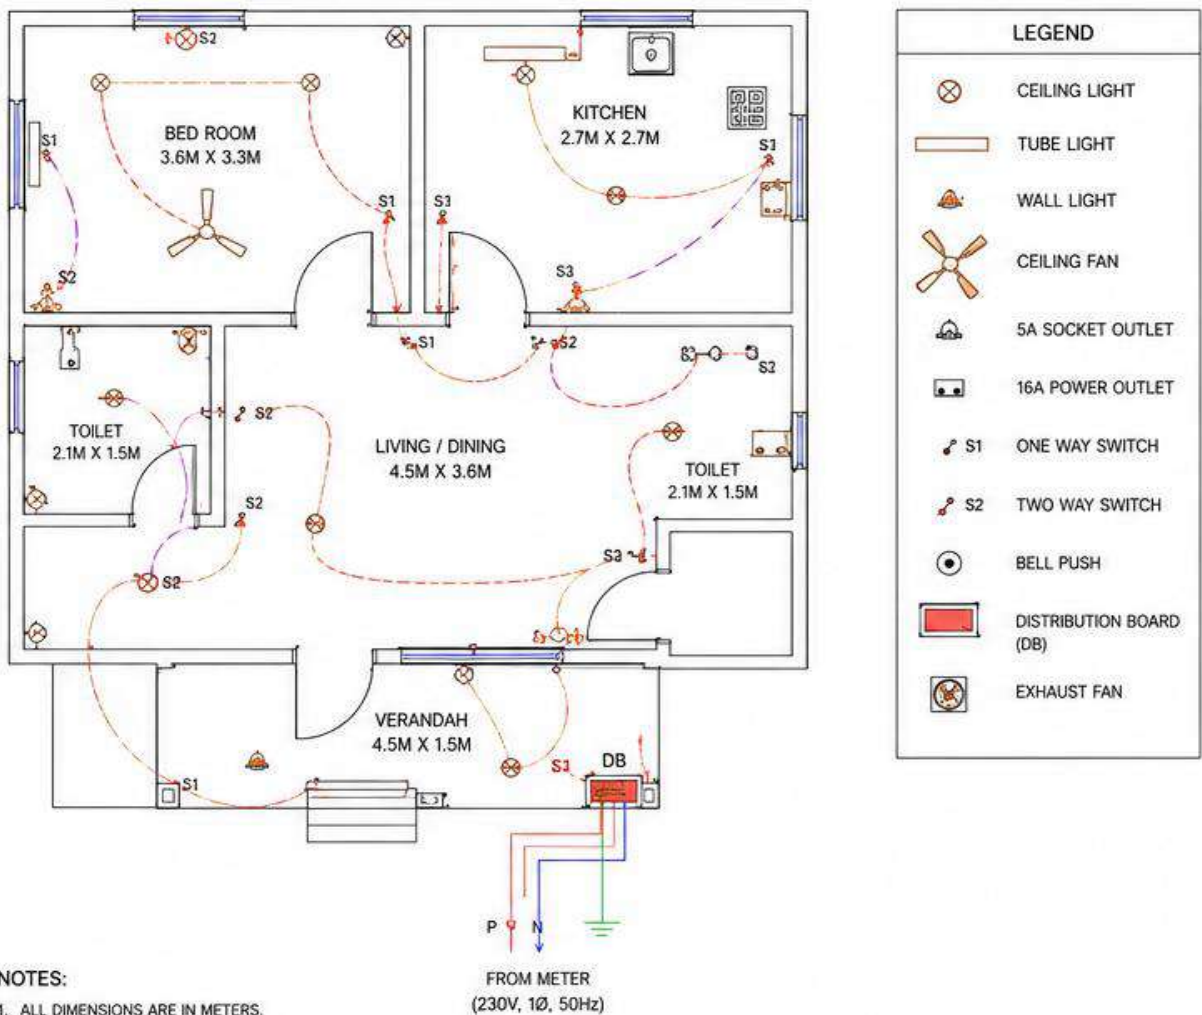 S2
S1
BED ROOM
3.6M X 3.3M
S1
S2
KITCHEN
2.7M X 2.7M
S3
S3
S3
S1
S2
S2
TOILET
2.1M X 1.5M
S2
LIVING / DINING
4.5M X 3.6M
TOILET
2.1M X 1.5M
S2
S2
VERANDAH
4.5M X 1.5M
S1
DB
P
N
FROM METER
(230V, 1Ø, 50Hz)
NOTES:
1. ALL DIMENSIONS ARE IN METERS.
LEGEND
CEILING LIGHT
TUBE LIGHT
WALL LIGHT
CEILING FAN
5A SOCKET OUTLET
16A POWER OUTLET
S1 ONE WAY SWITCH
S2 TWO WAY SWITCH
BELL PUSH
DISTRIBUTION BOARD
(DB)
EXHAUST FAN